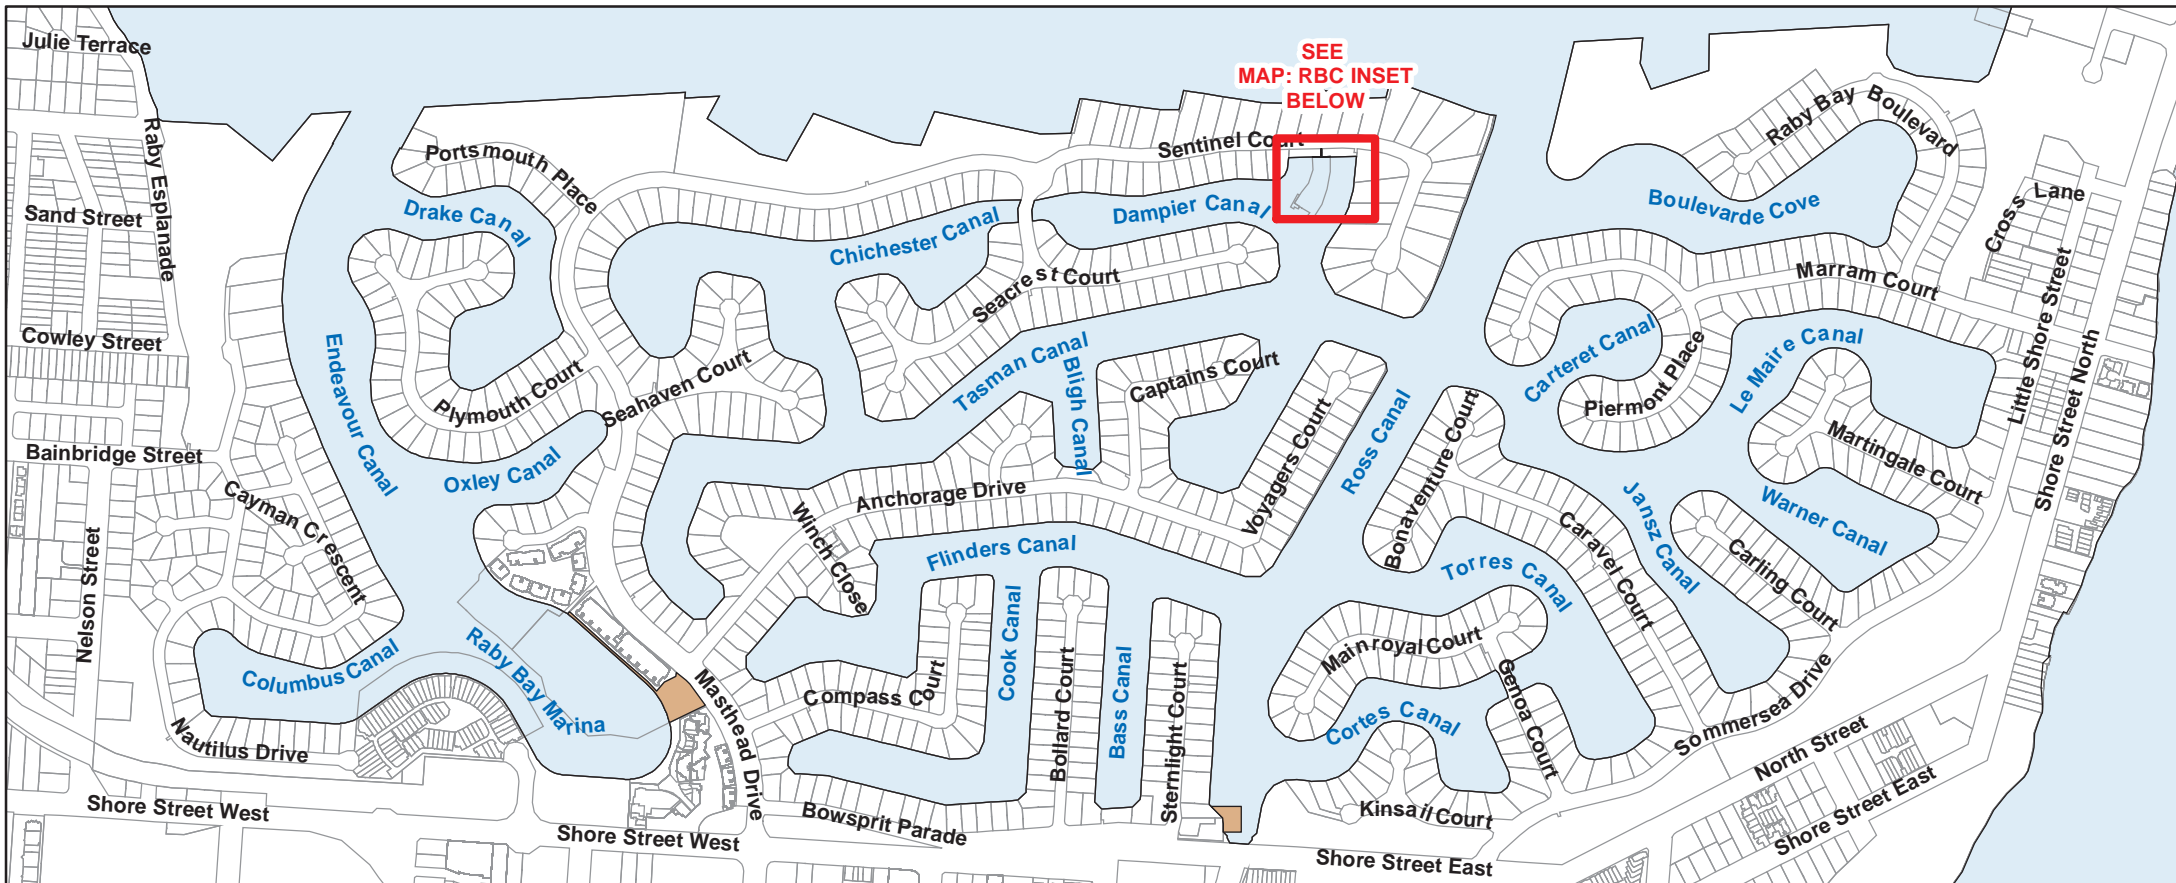 Julie Terrace
SEE
MAP: RBC INSET
BELOW
Raby Esplanade
Portsmouth Place
Sentinel Court
Raby Bay Boulevard
Sand Street
Drake Canal
Chichester Canal
Dampier Canal
Boulevarde Cove
Cross Lane
Seacrest Court
Marram Court
Cowley Street
Endeavour Canal
Plymouth Court
Seahaven Court
Tasman Canal
Bligh Canal
Captains Court
Carteret Canal
Piermont Place
Le Maire Canal
Little Shore Street
Shore Street North
Bainbridge Street
Oxley Canal
Cayman Crescent
Anchorage Drive
Winch Close
Voyagers Court
Ross Canal
Bonaventure Court
Martingale Court
Warner Canal
Jansz Canal
Caravel Court
Carling Court
Flinders Canal
Torres Canal
Nelson Street
Columbus Canal
Raby Bay Marina
Masthead Drive
Compass Court
Cook Canal
Bollard Court
Bass Canal
Sternlight Court
Mainroyal Court
Genoa Court
Cortes Canal
Sommersea Drive
Nautilus Drive
North Street
Shore Street West
Shore Street West
Bowsprit Parade
Kinsail Court
Shore Street East
Shore Street East